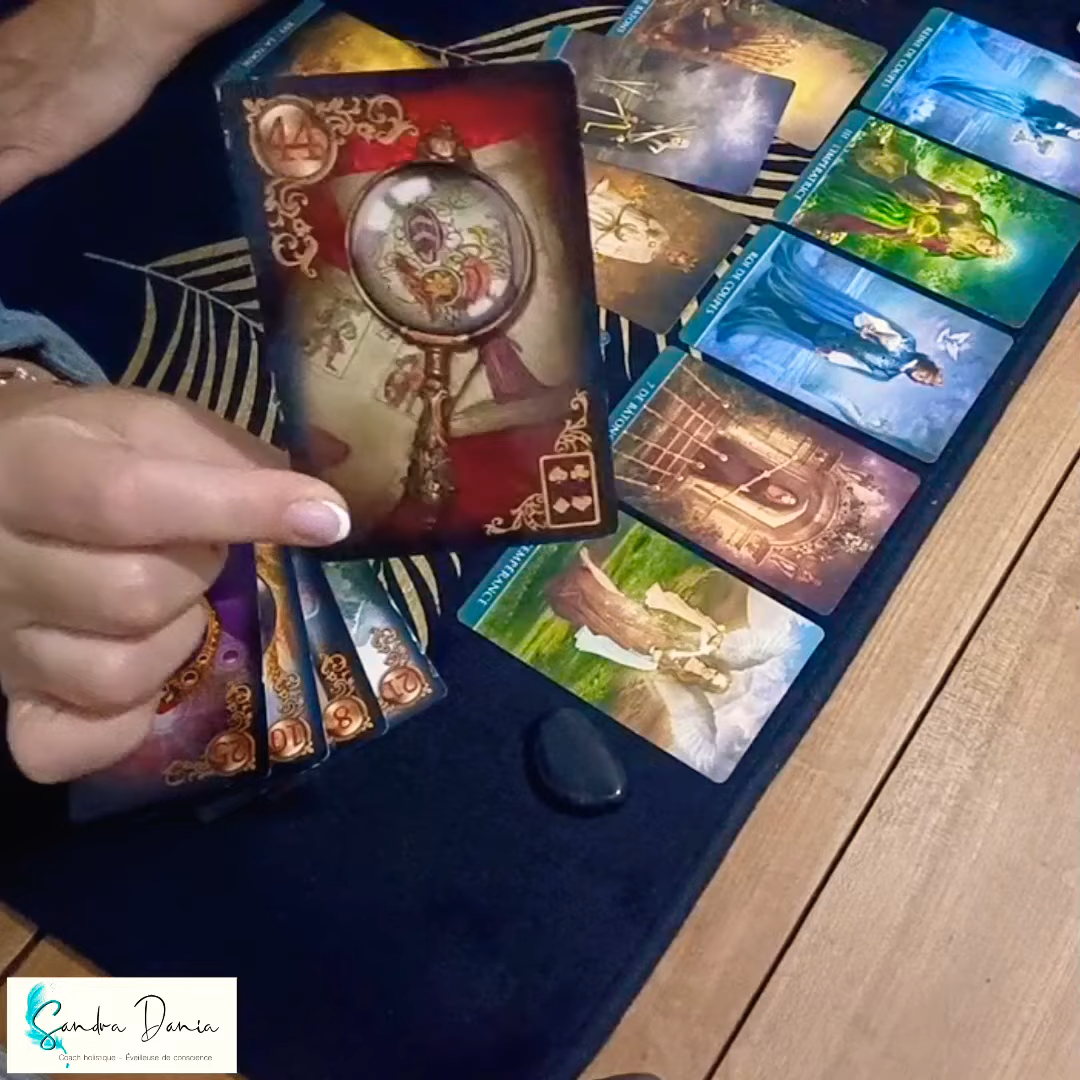 44
REINE DE COUPES
III L'IMPÉRATRICE
ROI DE COUPES
7 DE BÂTONS
TEMPÉRANCE
25
10
8
21
Sandra Dania
Coach holistique - Éveilleuse de conscience